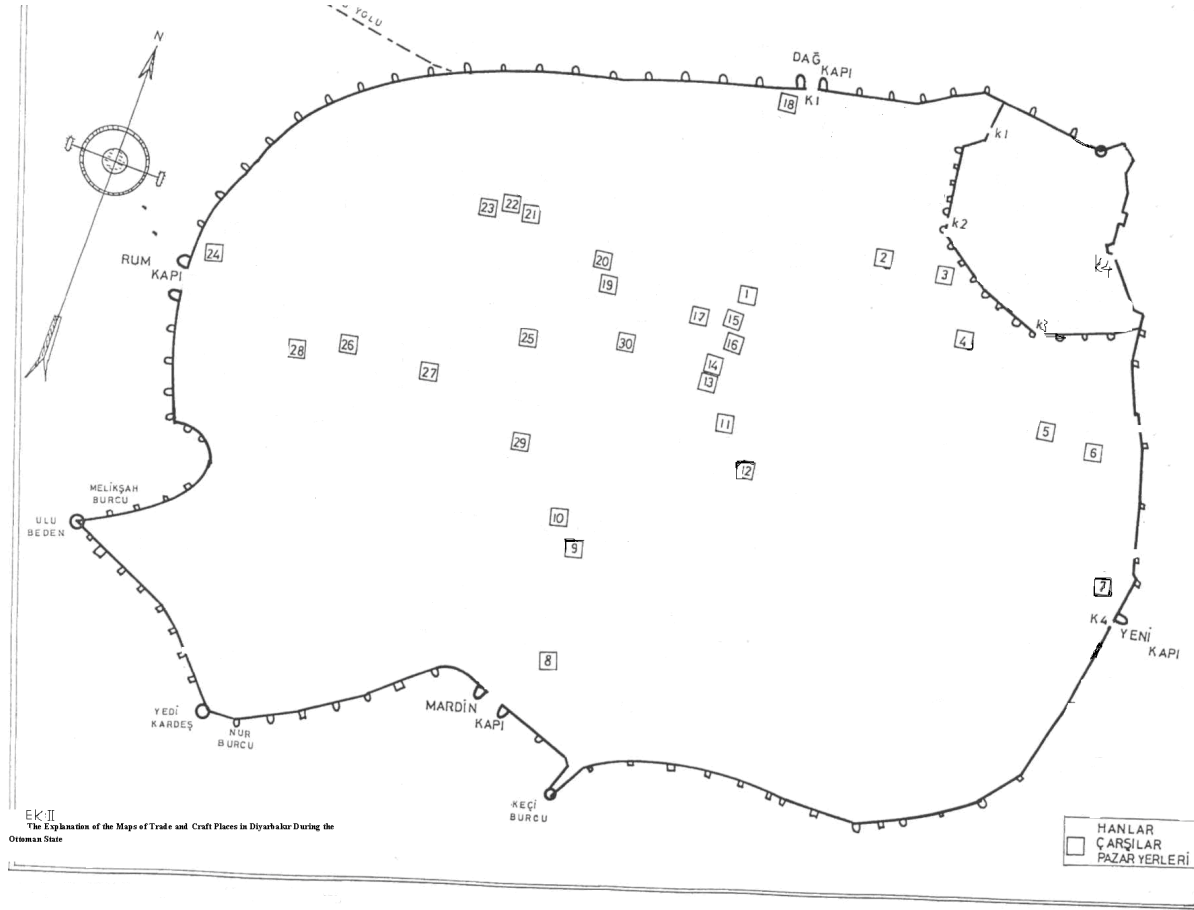 YOLU
N
DAĞ
KAPI
K1
18
k1
23
22
21
k2
RUM
KAPI
24
20
2
3
k4
19
1
17
15
k3
28
26
25
30
16
4
27
14
13
11
5
29
12
6
MELİKŞAH
BURCU
ULU
BEDEN
10
9
7
K4
YENİ
KAPI
8
YEDİ
KARDEŞ
NUR
BURCU
MARDİN
KAPI
KEÇİ
BURCU
EK:II
The Explanation of the Maps of Trade and Craft Places in Diyarbakır During the
Ottoman State
HANLAR
ÇARŞILAR
PAZAR YERLERİ